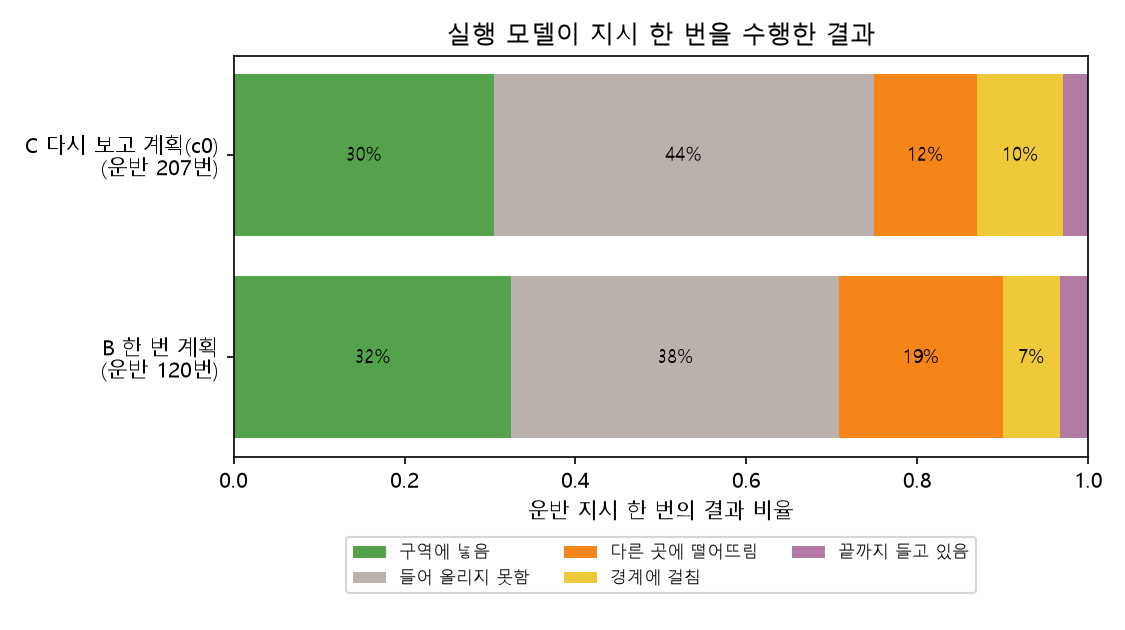 실행 모델이 지시 한 번을 수행한 결과
C 다시 보고 계획(c0)
(운반 207번)
30%
44%
12%
10%
B 한 번 계획
(운반 120번)
32%
38%
19%
7%
0.0
0.2
0.4
0.6
0.8
1.0
운반 지시 한 번의 결과 비율
구역에 놓음
들어 올리지 못함
다른 곳에 떨어뜨림
경계에 걸침
끝까지 들고 있음